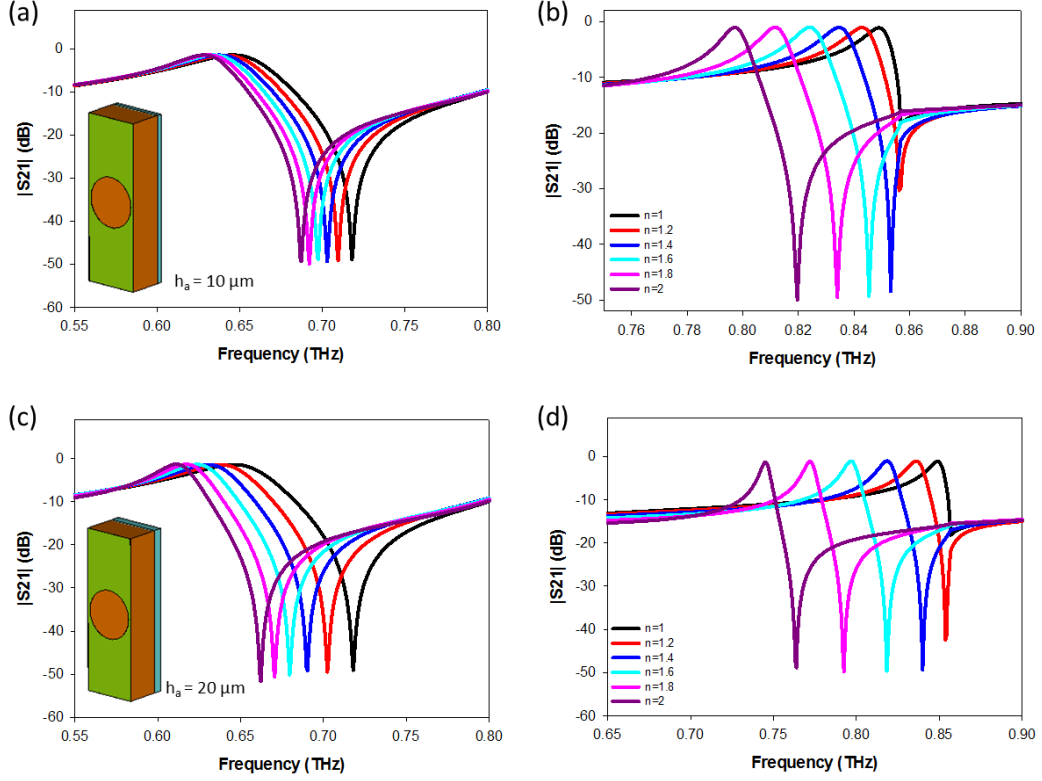 (a)
0
-10
-20
-30
-40
-50
-60
|S21| (dB)
hₐ = 10 µm
0.55 0.60 0.65 0.70 0.75 0.80
Frequency (THz)
(b)
0
-10
-20
-30
-40
-50
|S21| (dB)
n=1
n=1.2
n=1.4
n=1.6
n=1.8
n=2
0.76 0.78 0.80 0.82 0.84 0.86 0.88 0.90
Frequency (THz)
(c)
0
-10
-20
-30
-40
-50
-60
|S21| (dB)
hₐ = 20 µm
0.55 0.60 0.65 0.70 0.75 0.80
Frequency (THz)
(d)
0
-10
-20
-30
-40
-50
-60
|S21| (dB)
n=1
n=1.2
n=1.4
n=1.6
n=1.8
n=2
0.65 0.70 0.75 0.80 0.85 0.90
Frequency (THz)